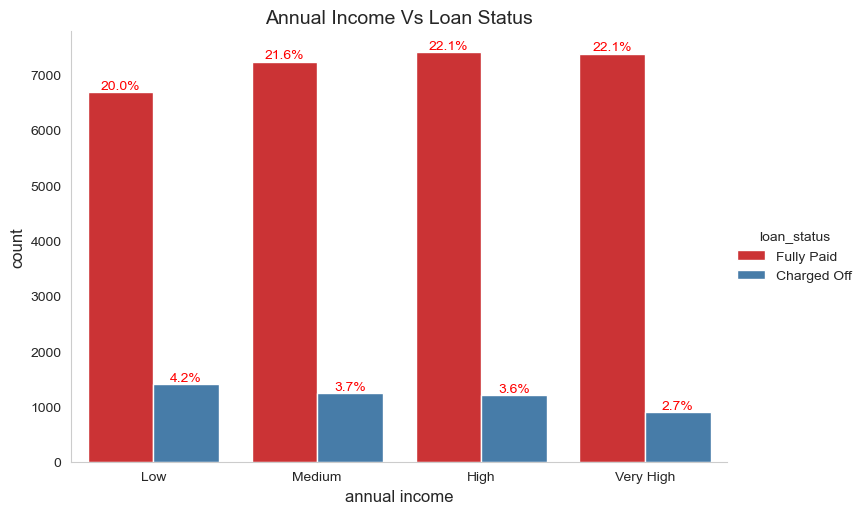 Annual Income Vs Loan Status
22.1%
22.1%
21.6%
20.0%
4.2%
3.7%
3.6%
2.7%
7000
6000
5000
4000
3000
2000
1000
0
count
Low
Medium
High
Very High
annual income
loan_status
Fully Paid
Charged Off